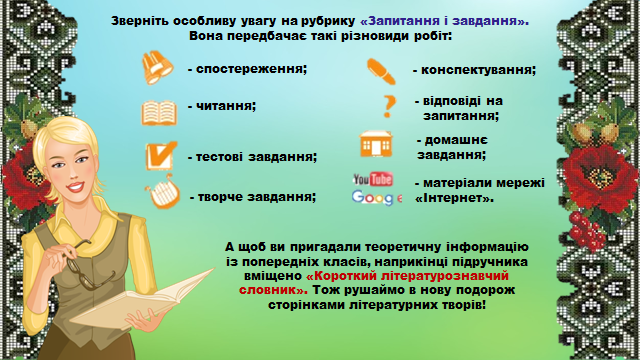 Зверніть особливу увагу на рубрику «Запитання і завдання».
Вона передбачає такі різновиди робіт:
- спостереження;
- читання;
- тестові завдання;
- творче завдання;
- конспектування;
?
- відповіді на
запитання;
- домашнє
завдання;
YouTube
Google
- матеріали мережі
«Інтернет».
А щоб ви пригадали теоретичну інформацію
із попередніх класів, наприкінці підручника
вміщено «Короткий літературознавчий
словник». Тож рушаймо в нову подорож
сторінками літературних творів!